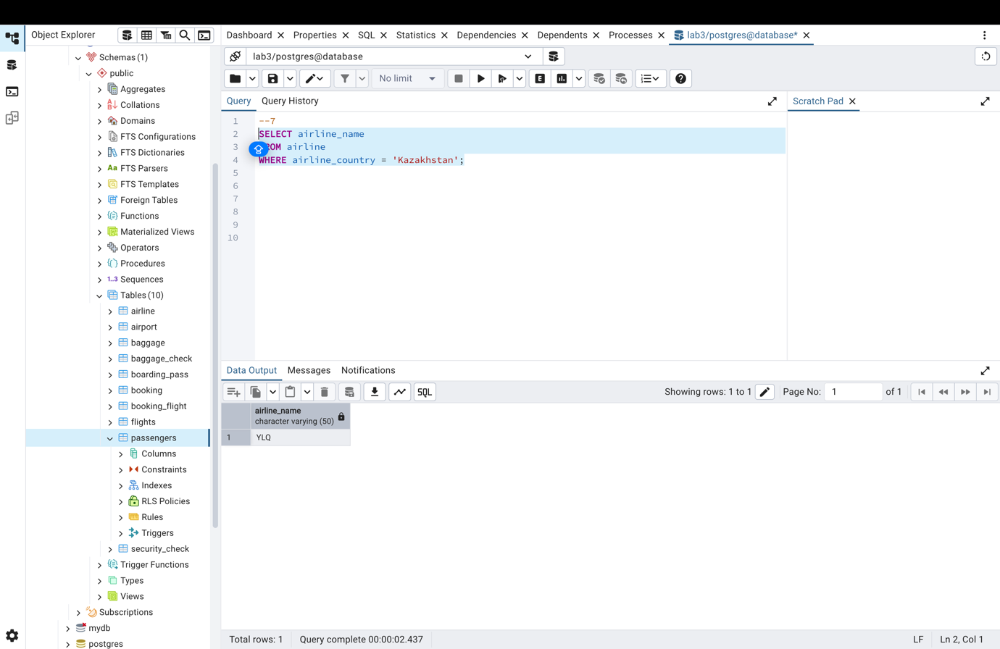 Object Explorer
Dashboard
Properties
SQL
Statistics
Dependencies
Dependents
Processes
lab3/postgres@database*
Schemas (1)
public
Aggregates
Collations
Domains
FTS Configurations
FTS Dictionaries
Aa FTS Parsers
FTS Templates
Foreign Tables
Functions
Materialized Views
Operators
Procedures
1..3 Sequences
Tables (10)
airline
airport
baggage
baggage_check
boarding_pass
booking
booking_flight
flights
passengers
Columns
Constraints
Indexes
RLS Policies
Rules
Triggers
security_check
Trigger Functions
Types
Views
Subscriptions
mydb
postgres
lab3/postgres@database
No limit
E
Query
Query History
Scratch Pad
1 --7
2 SELECT airline_name
3 OM airline
4 WHERE airline_country = 'Kazakhstan';
5
6
7
8
9
10
Data Output
Messages
Notifications
SQL
Showing rows: 1 to 1
Page No: 1 of 1
airline_name
character varying (50)
1 YLQ
Total rows: 1
Query complete 00:00:02.437
LF
Ln 2, Col 1